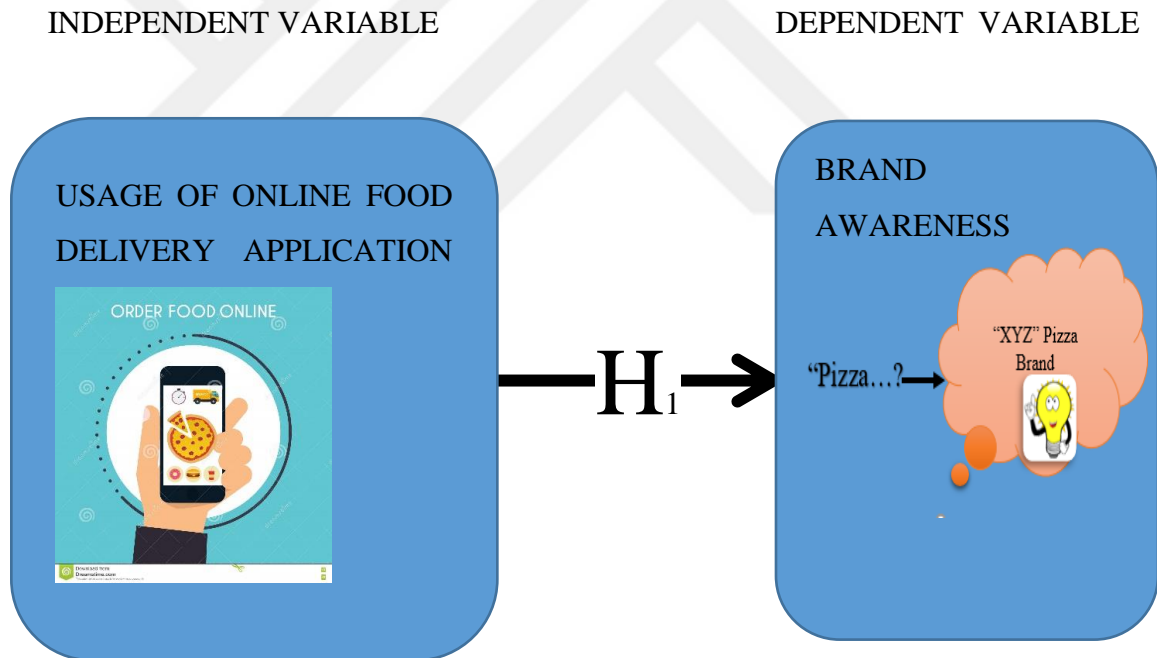 INDEPENDENT VARIABLE
DEPENDENT VARIABLE
USAGE OF ONLINE FOOD
DELIVERY APPLICATION
ORDER FOOD ONLINE
Download from
Dreamstime.com
H1
BRAND
AWARENESS
“Pizza...?
“XYZ” Pizza
Brand